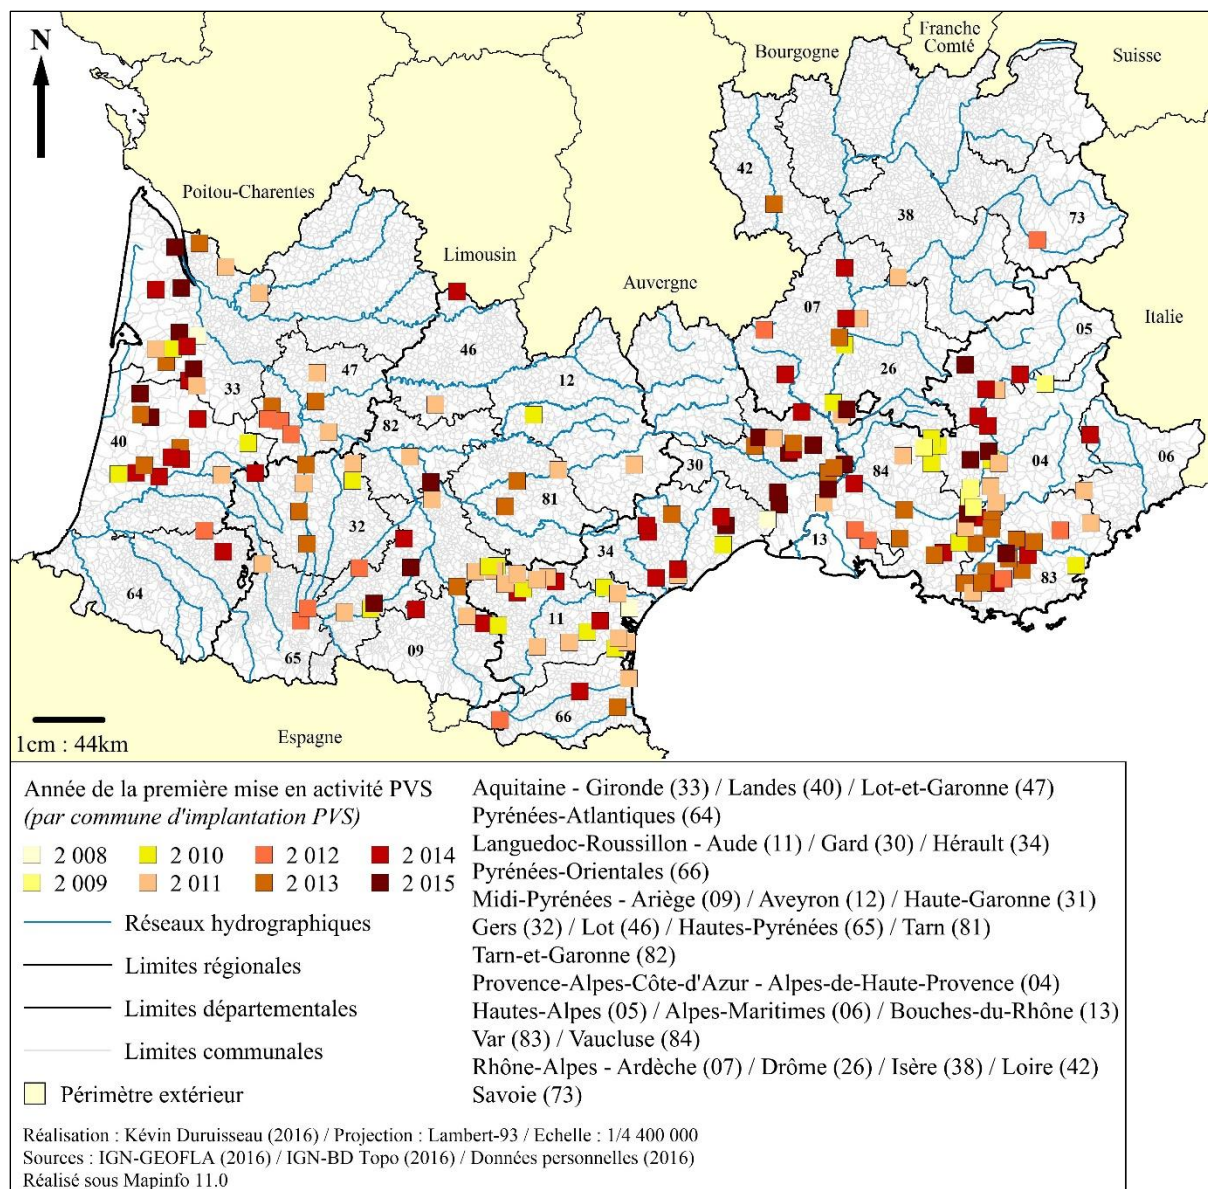 N
Bourgogne
Franche
Comté
Suisse
42
Poitou-Charentes
38
73
Limousin
Auvergne
07
05
Italie
46
47
26
33
12
82
40
30
84
04
06
81
32
13
34
83
64
11
09
65
66
Espagne
1cm : 44km
Année de la première mise en activité PVS
(par commune d'implantation PVS)
2 008
2 010
2 012
2 014
2 009
2 011
2 013
2 015
Réseaux hydrographiques
Limites régionales
Limites départementales
Limites communales
Périmètre extérieur
Aquitaine - Gironde (33) / Landes (40) / Lot-et-Garonne (47)
Pyrénées-Atlantiques (64)
Languedoc-Roussillon - Aude (11) / Gard (30) / Hérault (34)
Pyrénées-Orientales (66)
Midi-Pyrénées - Ariège (09) / Aveyron (12) / Haute-Garonne (31)
Gers (32) / Lot (46) / Hautes-Pyrénées (65) / Tarn (81)
Tarn-et-Garonne (82)
Provence-Alpes-Côte-d'Azur - Alpes-de-Haute-Provence (04)
Hautes-Alpes (05) / Alpes-Maritimes (06) / Bouches-du-Rhône (13)
Var (83) / Vaucluse (84)
Rhône-Alpes - Ardèche (07) / Drôme (26) / Isère (38) / Loire (42)
Savoie (73)
Réalisation : Kévin Duruisseau (2016) / Projection : Lambert-93 / Echelle : 1/4 400 000
Sources : IGN-GEOFLA (2016) / IGN-BD Topo (2016) / Données personnelles (2016)
Réalisé sous Mapinfo 11.0